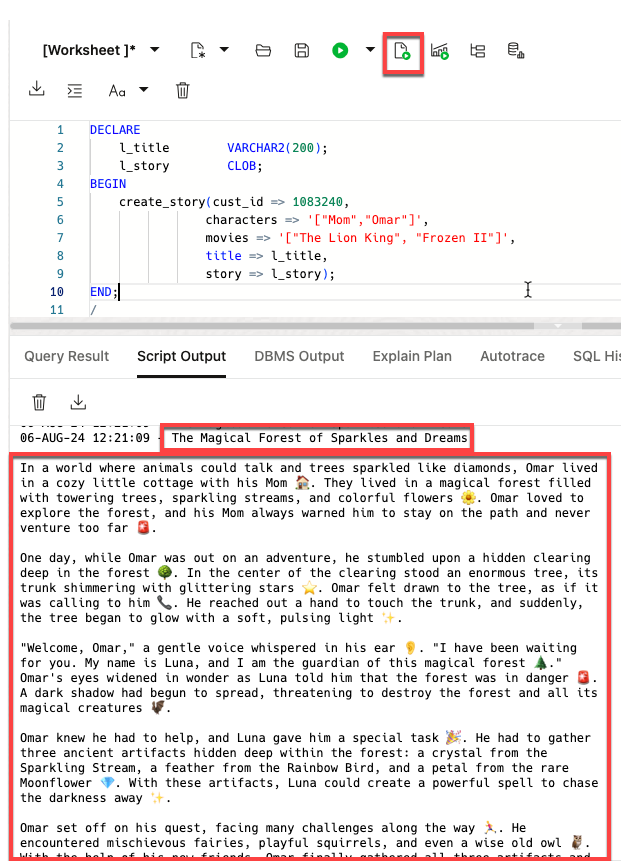 [Worksheet ]*
Aa
1 DECLARE
2 l_title VARCHAR2(200);
3 l_story CLOB;
4 BEGIN
5 create_story(cust_id => 1083240,
6 characters => '["Mom","Omar"]',
7 movies => '["The Lion King", "Frozen II"]',
8 title => l_title,
9 story => l_story);
10 END;
11 /
Query Result Script Output DBMS Output Explain Plan Autotrace SQL His
06-AUG-24 12:21:09 - The Magical Forest of Sparkles and Dreams
In a world where animals could talk and trees sparkled like diamonds, Omar lived
in a cozy little cottage with his Mom 🏠. They lived in a magical forest filled
with towering trees, sparkling streams, and colorful flowers 🌼. Omar loved to
explore the forest, and his Mom always warned him to stay on the path and never
venture too far 🚨.
One day, while Omar was out on an adventure, he stumbled upon a hidden clearing
deep in the forest 🌳. In the center of the clearing stood an enormous tree, its
trunk shimmering with glittering stars ⭐. Omar felt drawn to the tree, as if it
was calling to him 📞. He reached out a hand to touch the trunk, and suddenly,
the tree began to glow with a soft, pulsing light ✨.
"Welcome, Omar," a gentle voice whispered in his ear 👂. "I have been waiting
for you. My name is Luna, and I am the guardian of this magical forest 🌲."
Omar's eyes widened in wonder as Luna told him that the forest was in danger 🚨.
A dark shadow had begun to spread, threatening to destroy the forest and all its
magical creatures 🐿.
Omar knew he had to help, and Luna gave him a special task 🎉. He had to gather
three ancient artifacts hidden deep within the forest: a crystal from the
Sparkling Stream, a feather from the Rainbow Bird, and a petal from the rare
Moonflower 💎. With these artifacts, Luna could create a powerful spell to chase
the darkness away ✨.
Omar set off on his quest, facing many challenges along the way 🏃. He
encountered mischievous fairies, playful squirrels, and even a wise old owl 🦉.
With the help of his new friends, Omar finally gathered all three artifacts and